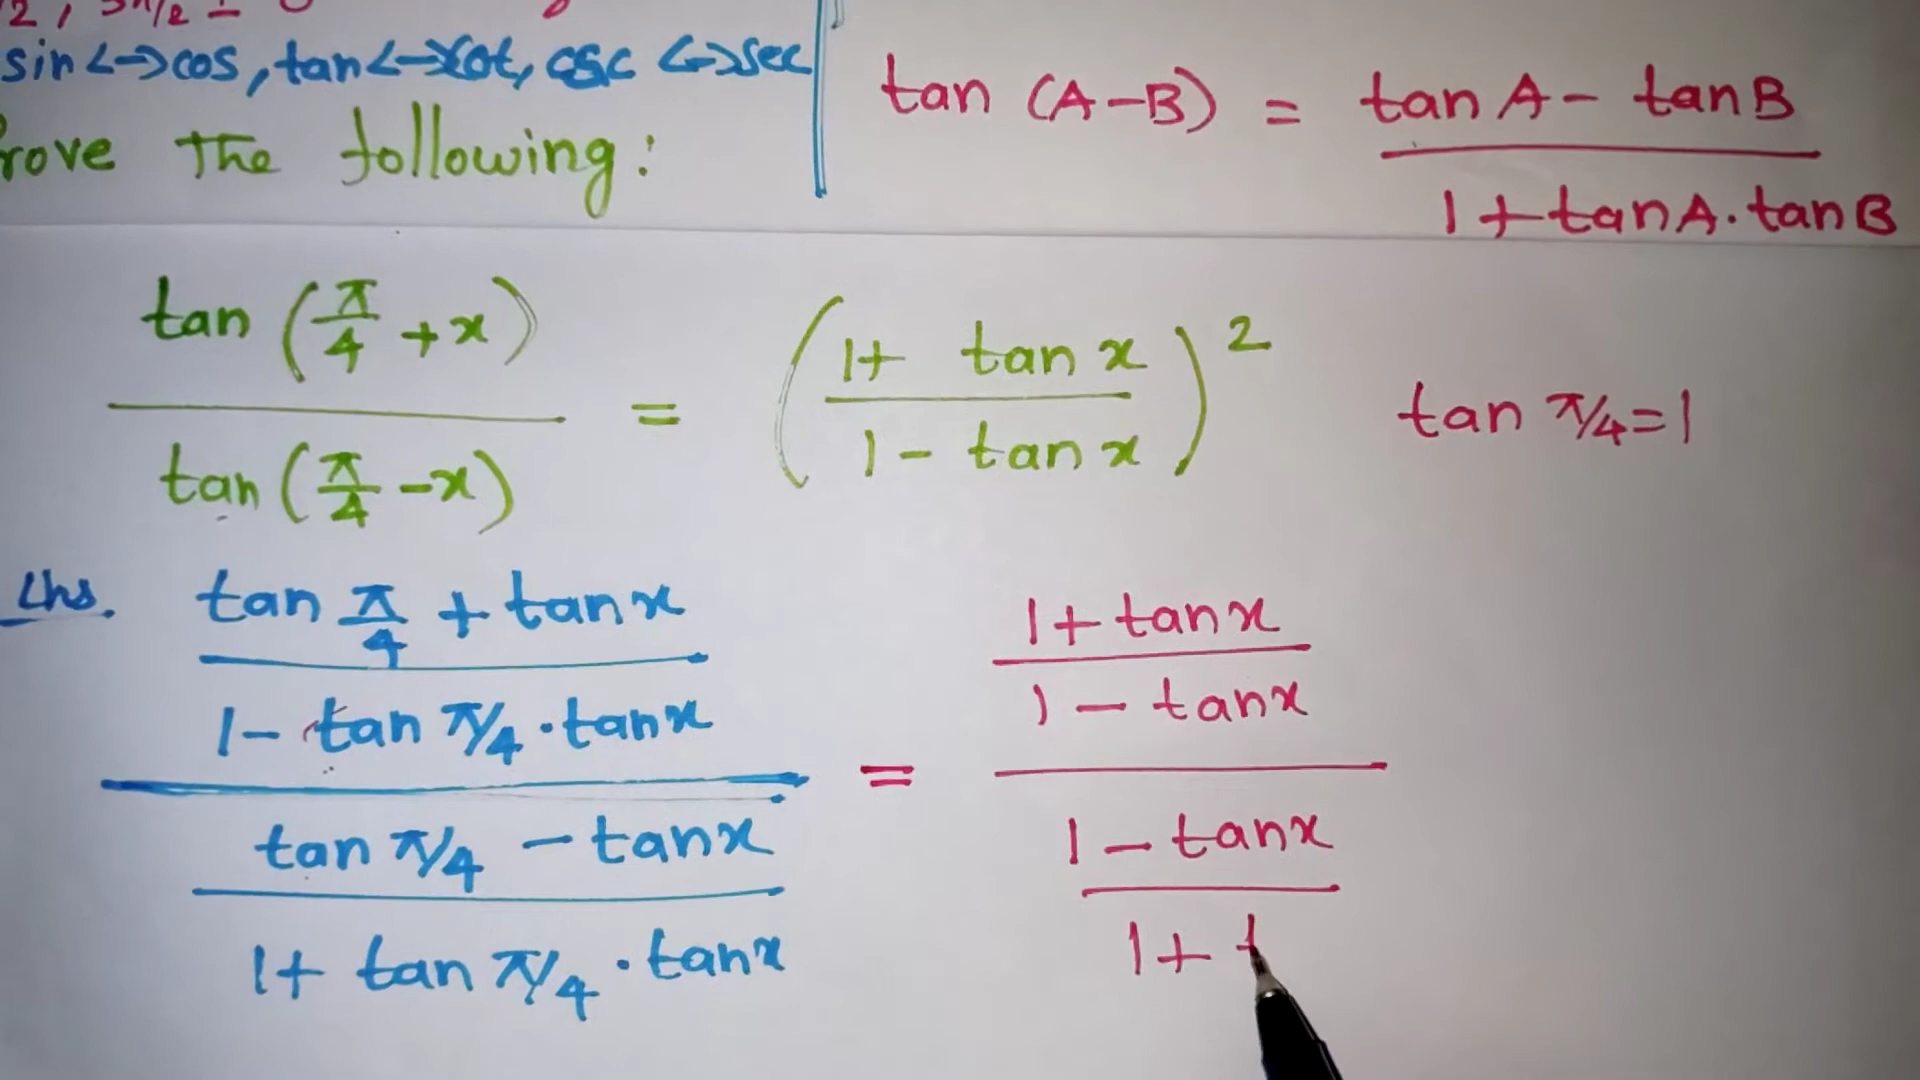 sin<->cos, tan<->cot, csc <->sec
Prove The following:
tan (A-B) = tan A - tan B
1 + tan A . tan B
tan (π/4 + x)
tan (π/4 - x)
= (1+ tan x / 1 - tan x)²
tan π/4 = 1
Lhs.
tan π/4 + tan x
1 - tan π/4 . tan x
tan π/4 - tan x
1 + tan π/4 . tan x
=
1 + tan x
1 - tan x
1 - tan x
1 + t